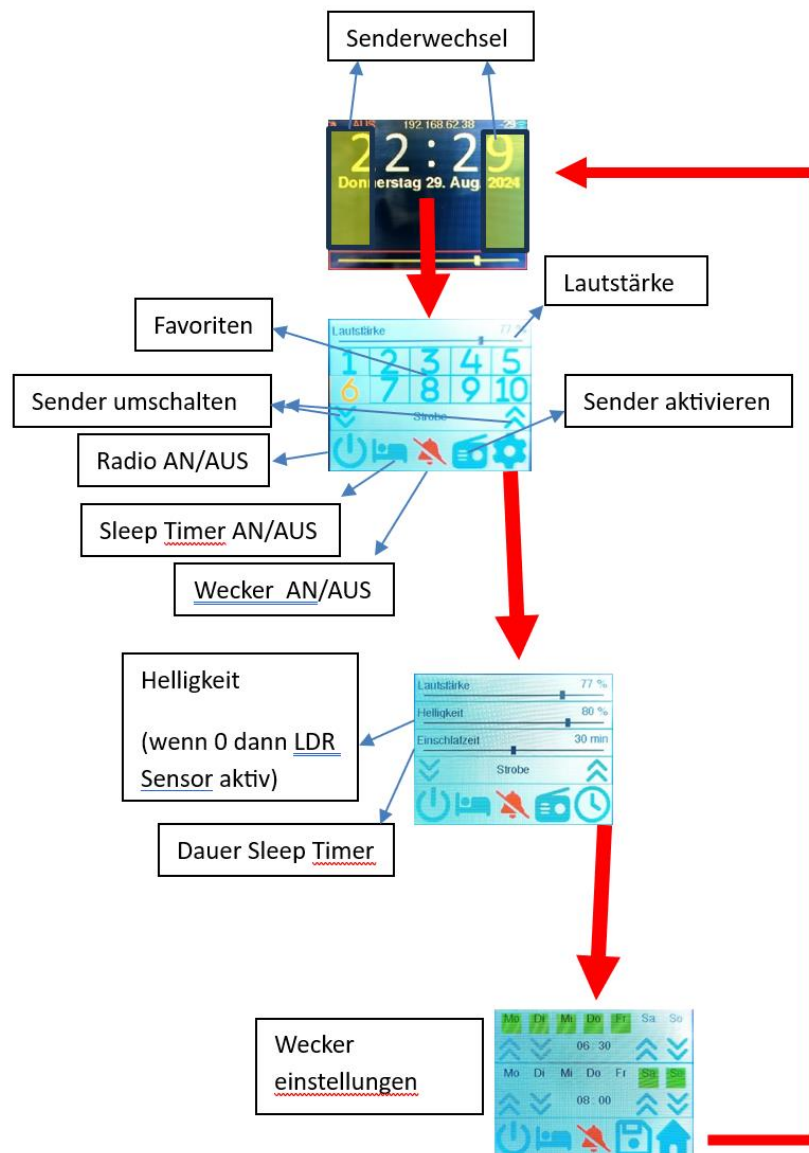 Senderwechsel
AUS 192.168.62.38
22:29
Donnerstag 29. Aug. 2024
Lautstärke
Favoriten
Lautstärke 77 %
1 2 3 4 5
6 7 8 9 10
Strobe
Sender umschalten
Sender aktivieren
Radio AN/AUS
Sleep Timer AN/AUS
Wecker AN/AUS
Helligkeit
(wenn 0 dann LDR
Sensor aktiv)
Lautstärke 77 %
Helligkeit 80 %
Einschlafzeit 30 min
Strobe
Dauer Sleep Timer
Wecker
einstellungen
Mo Di Mi Do Fr Sa So
06:30
Mo Di Mi Do Fr Sa So
08:00